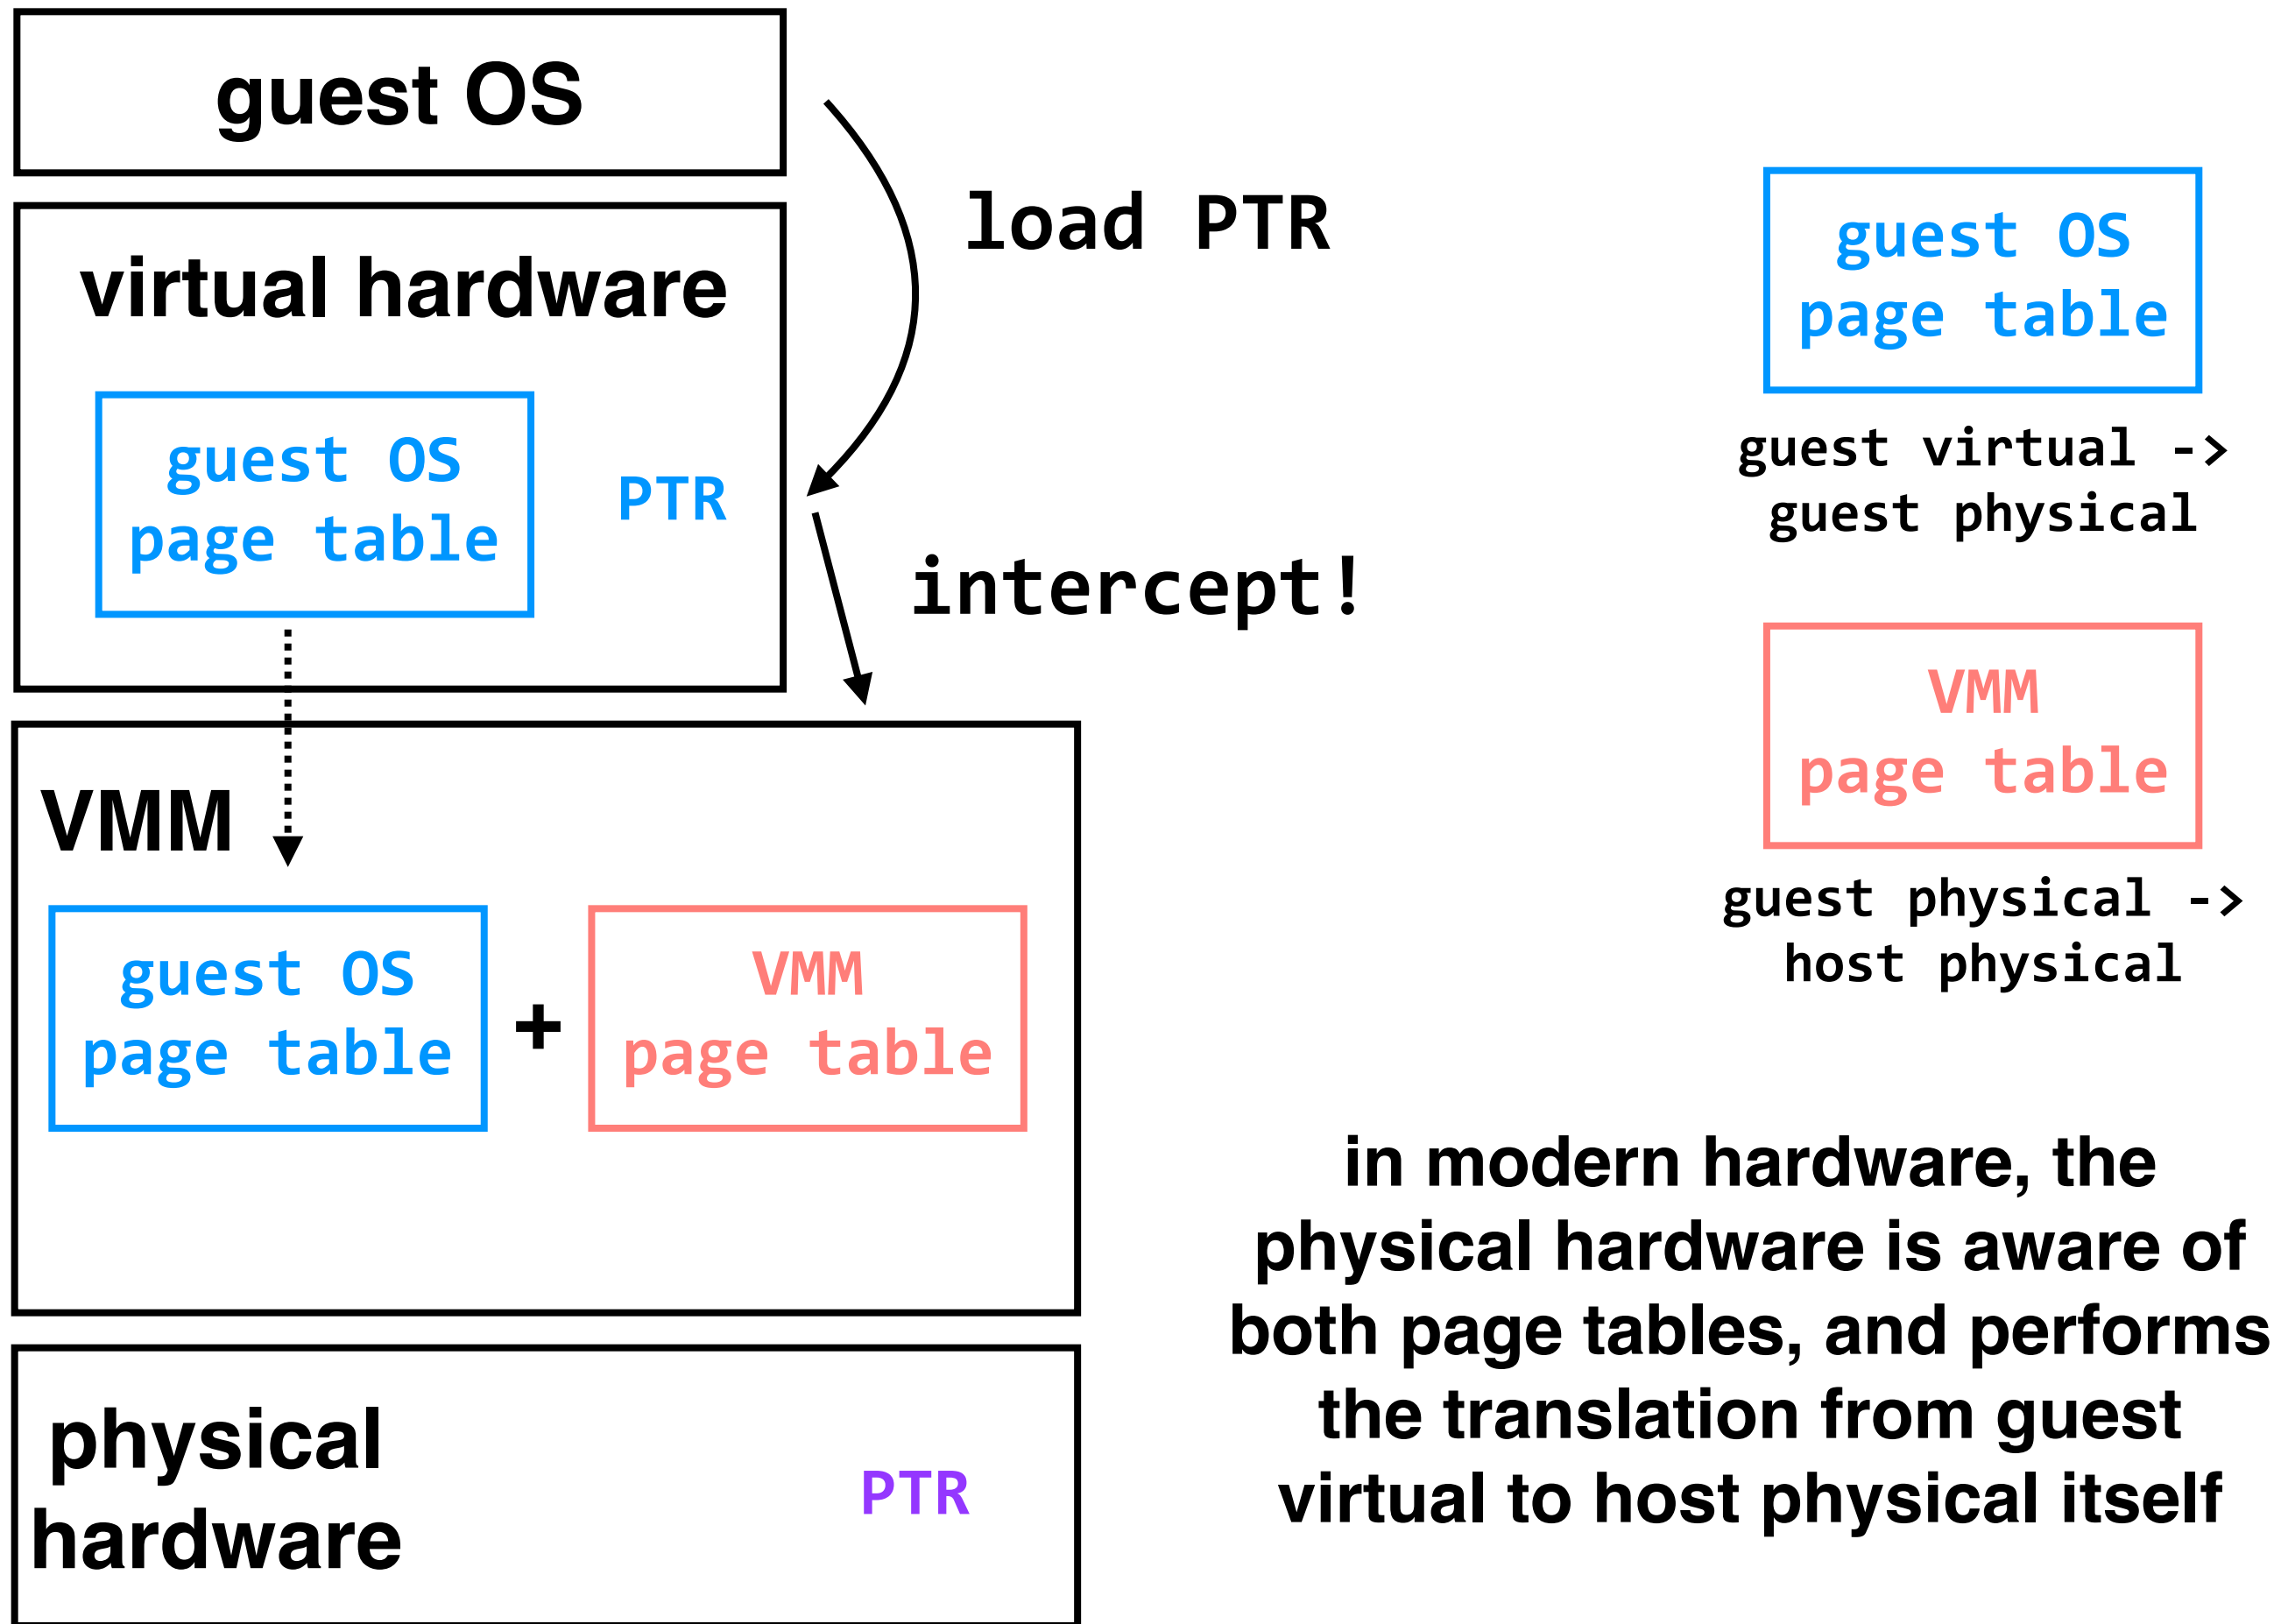 guest OS
virtual hardware
guest OS
page table
PTR
load PTR
intercept!
VMM
guest OS
page table
+
VMM
page table
physical
hardware
PTR
guest OS
page table
guest virtual ->
guest physical
VMM
page table
guest physical ->
host physical
in modern hardware, the
physical hardware is aware of
both page tables, and performs
the translation from guest
virtual to host physical itself